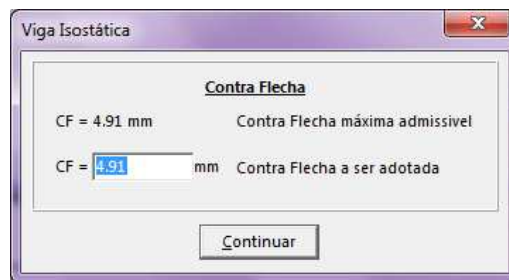 Viga Isostática
Contra Flecha
CF = 4.91 mm Contra Flecha máxima admissivel
CF = 4.91 mm Contra Flecha a ser adotada
Continuar